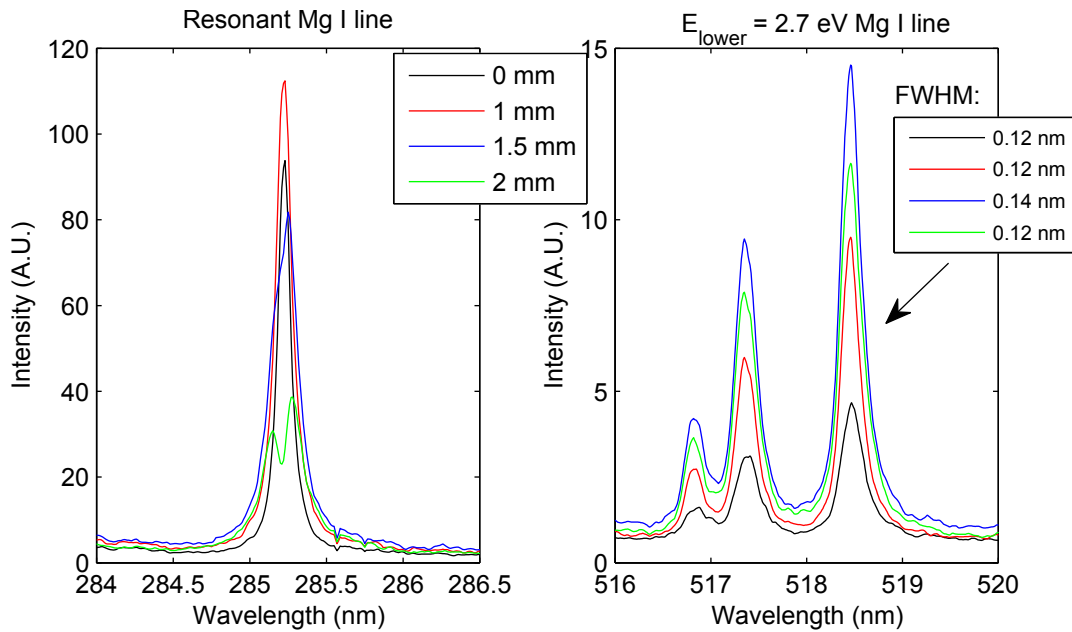 Resonant Mg I line
120
100
80
60
40
20
0
284
284.5
285
285.5
286
286.5
Wavelength (nm)
Intensity (A.U.)
0 mm
1 mm
1.5 mm
2 mm
E_lower = 2.7 eV Mg I line
15
10
5
0
516
517
518
519
520
Wavelength (nm)
Intensity (A.U.)
FWHM:
0.12 nm
0.12 nm
0.14 nm
0.12 nm